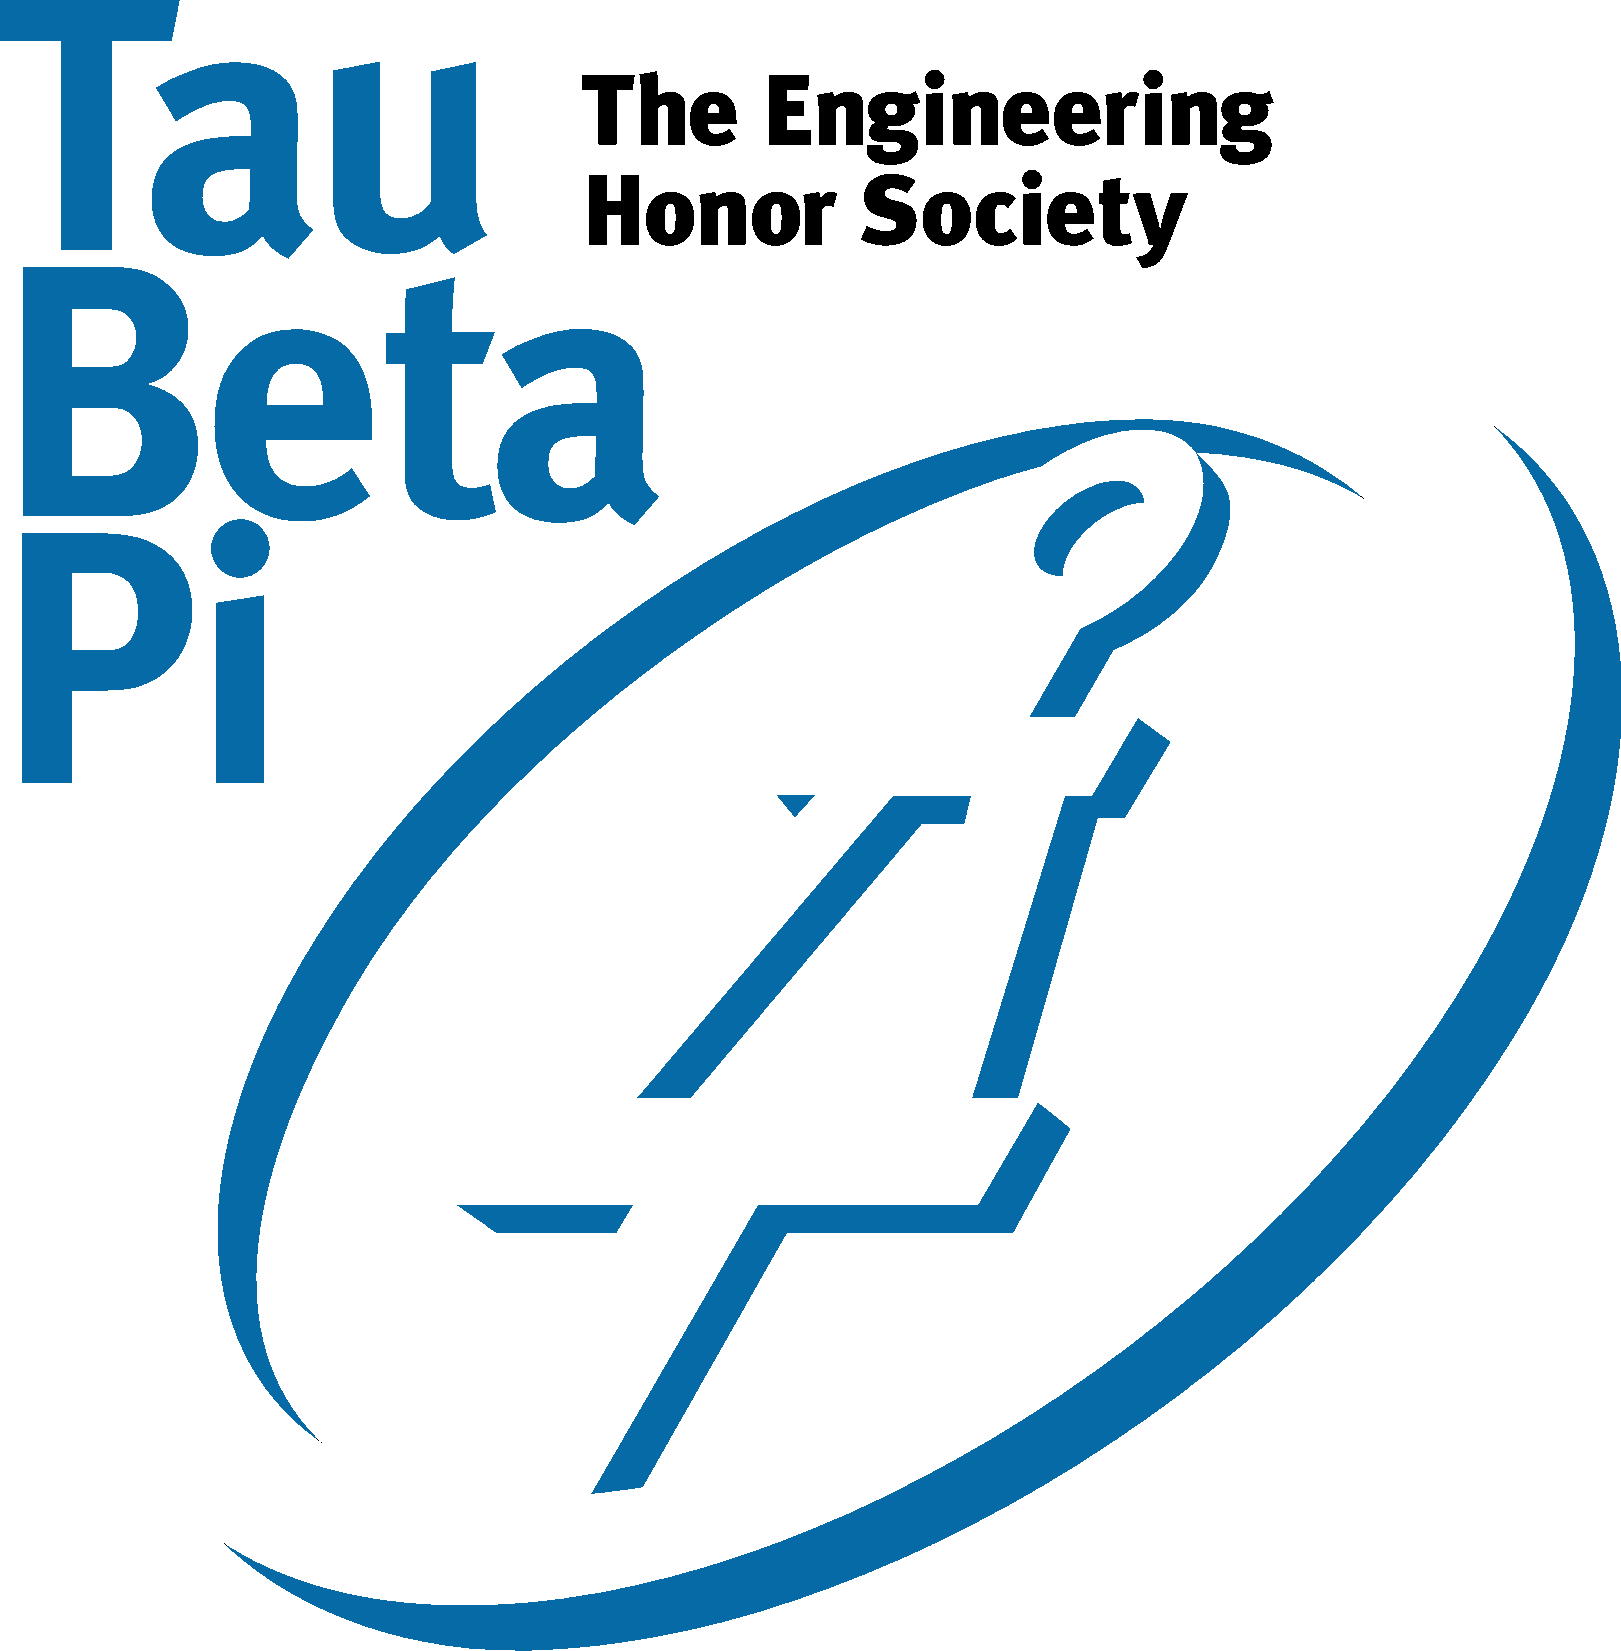 Tau
Beta
Pi
The Engineering
Honor Society